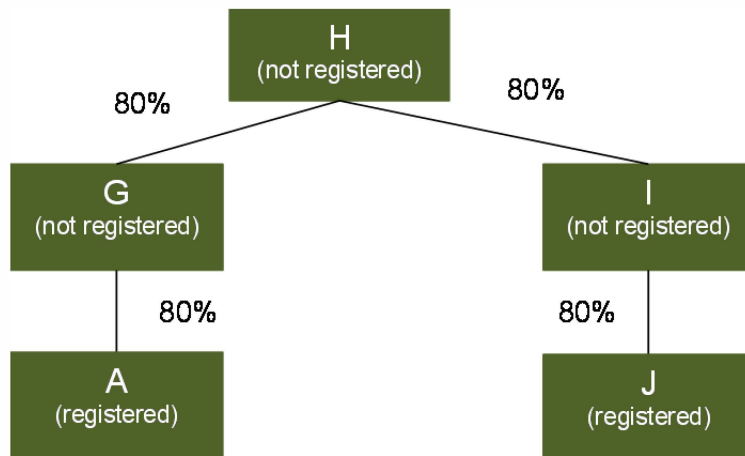 H
(not registered)
80%
80%
G
(not registered)
I
(not registered)
80%
80%
A
(registered)
J
(registered)